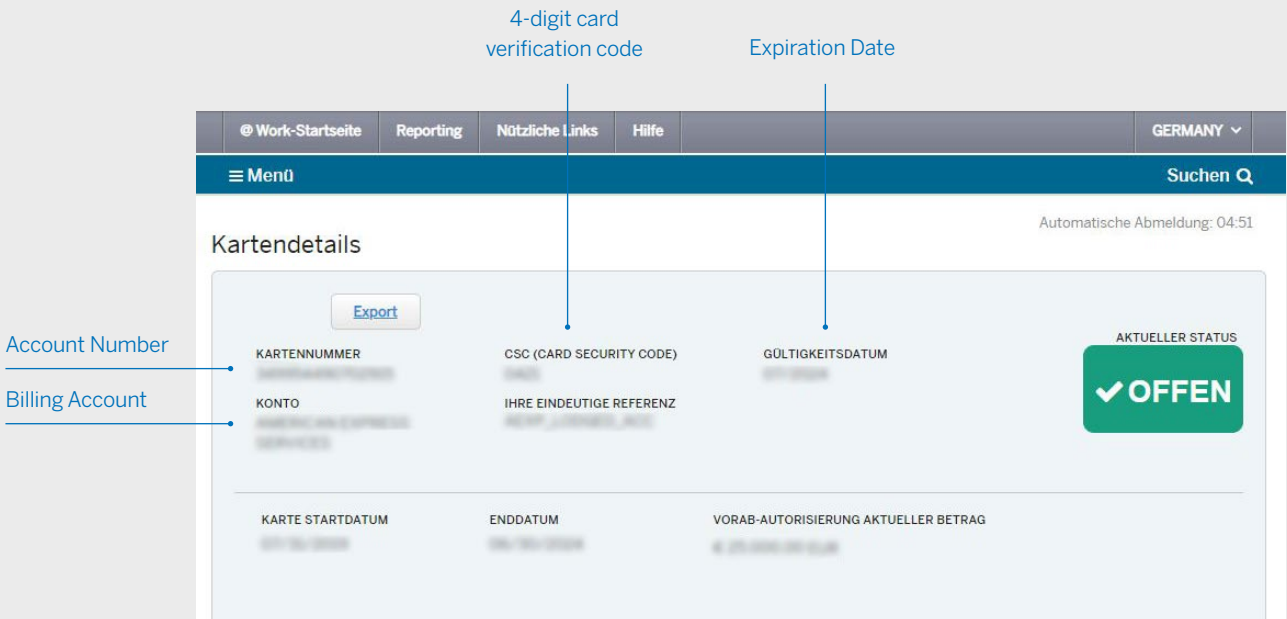 4-digit card
verification code
Expiration Date
@ Work-Startseite Reporting Nützliche Links Hilfe GERMANY
Menü Suchen
Automatische Abmeldung: 04:51
Kartendetails
Export
Account Number
Billing Account
KARTENNUMMER CSC (CARD SECURITY CODE) GÜLTIGKEITSDATUM AKTUELLER STATUS
OFFEN
KONTO IHRE EINDEUTIGE REFERENZ
KARTE STARTDATUM ENDDATUM VORAB-AUTORISIERUNG AKTUELLER BETRAG